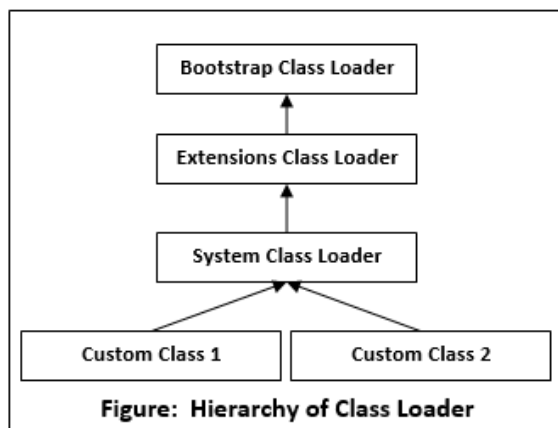 Bootstrap Class Loader
Extensions Class Loader
System Class Loader
Custom Class 1
Custom Class 2
Figure: Hierarchy of Class Loader